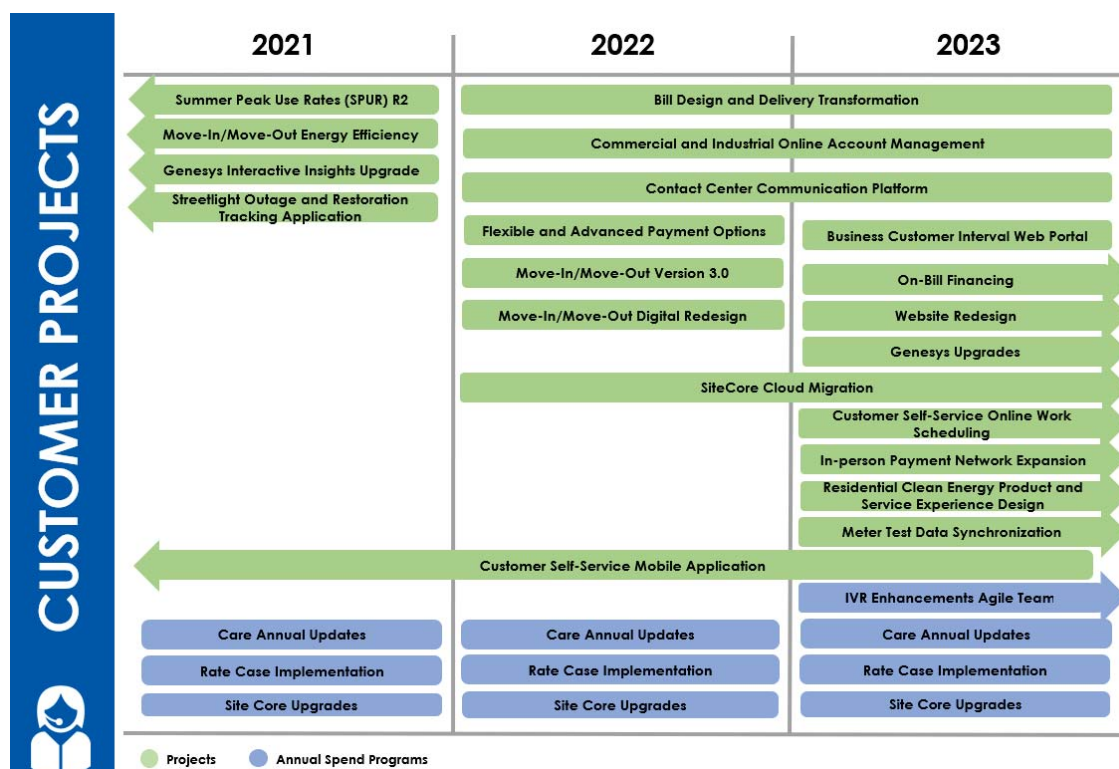 CUSTOMER PROJECTS
2021
2022
2023
Summer Peak Use Rates (SPUR) R2
Bill Design and Delivery Transformation
Move-In/Move-Out Energy Efficiency
Commercial and Industrial Online Account Management
Genesys Interactive Insights Upgrade
Contact Center Communication Platform
Streetlight Outage and Restoration
Tracking Application
Flexible and Advanced Payment Options
Business Customer Interval Web Portal
Move-In/Move-Out Version 3.0
On-Bill Financing
Move-In/Move-Out Digital Redesign
Website Redesign
Genesys Upgrades
SiteCore Cloud Migration
Customer Self-Service Online Work
Scheduling
In-person Payment Network Expansion
Residential Clean Energy Product and
Service Experience Design
Meter Test Data Synchronization
Customer Self-Service Mobile Application
IVR Enhancements Agile Team
Care Annual Updates
Care Annual Updates
Care Annual Updates
Rate Case Implementation
Rate Case Implementation
Rate Case Implementation
Site Core Upgrades
Site Core Upgrades
Site Core Upgrades
Projects
Annual Spend Programs